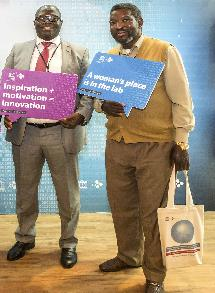 Inspiration +
motivation =
innovation
A woman's place
is in the lab